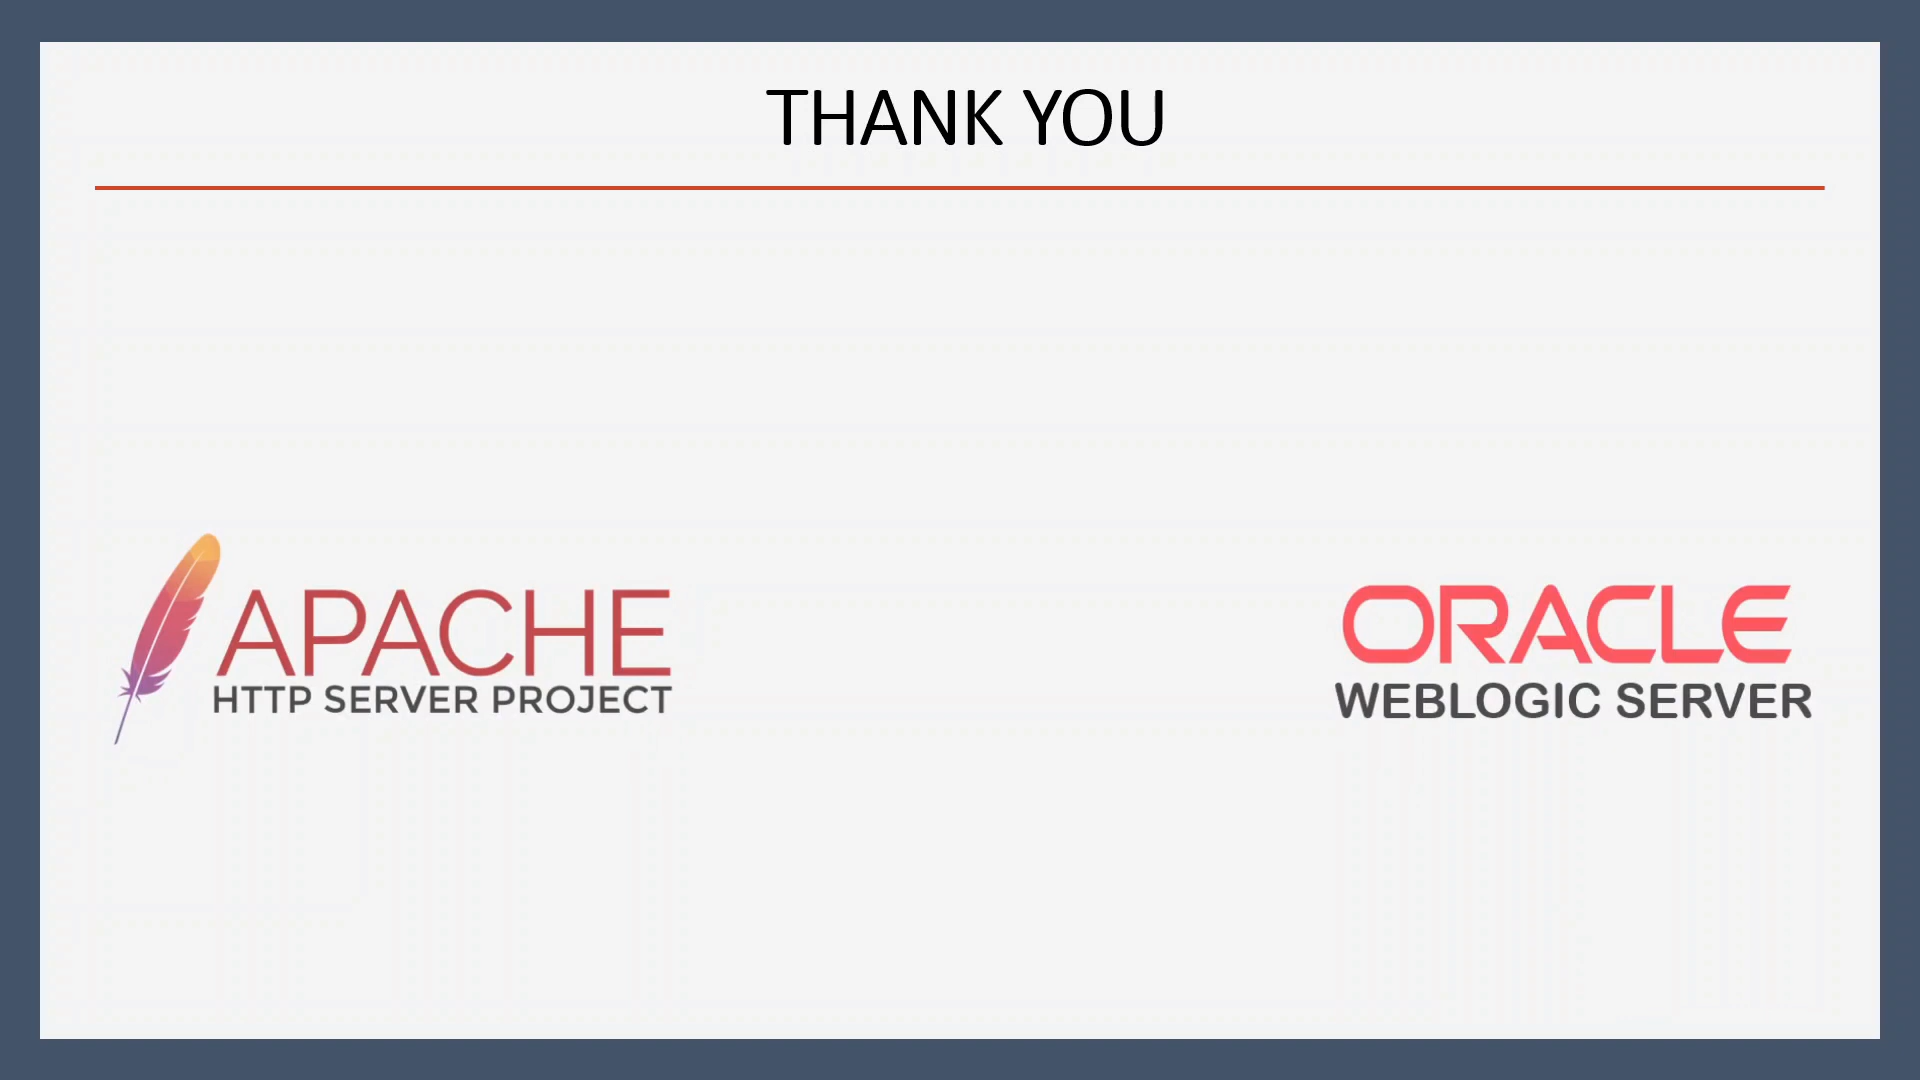 THANK YOU
APACHE
HTTP SERVER PROJECT
ORACLE
WEBLOGIC SERVER